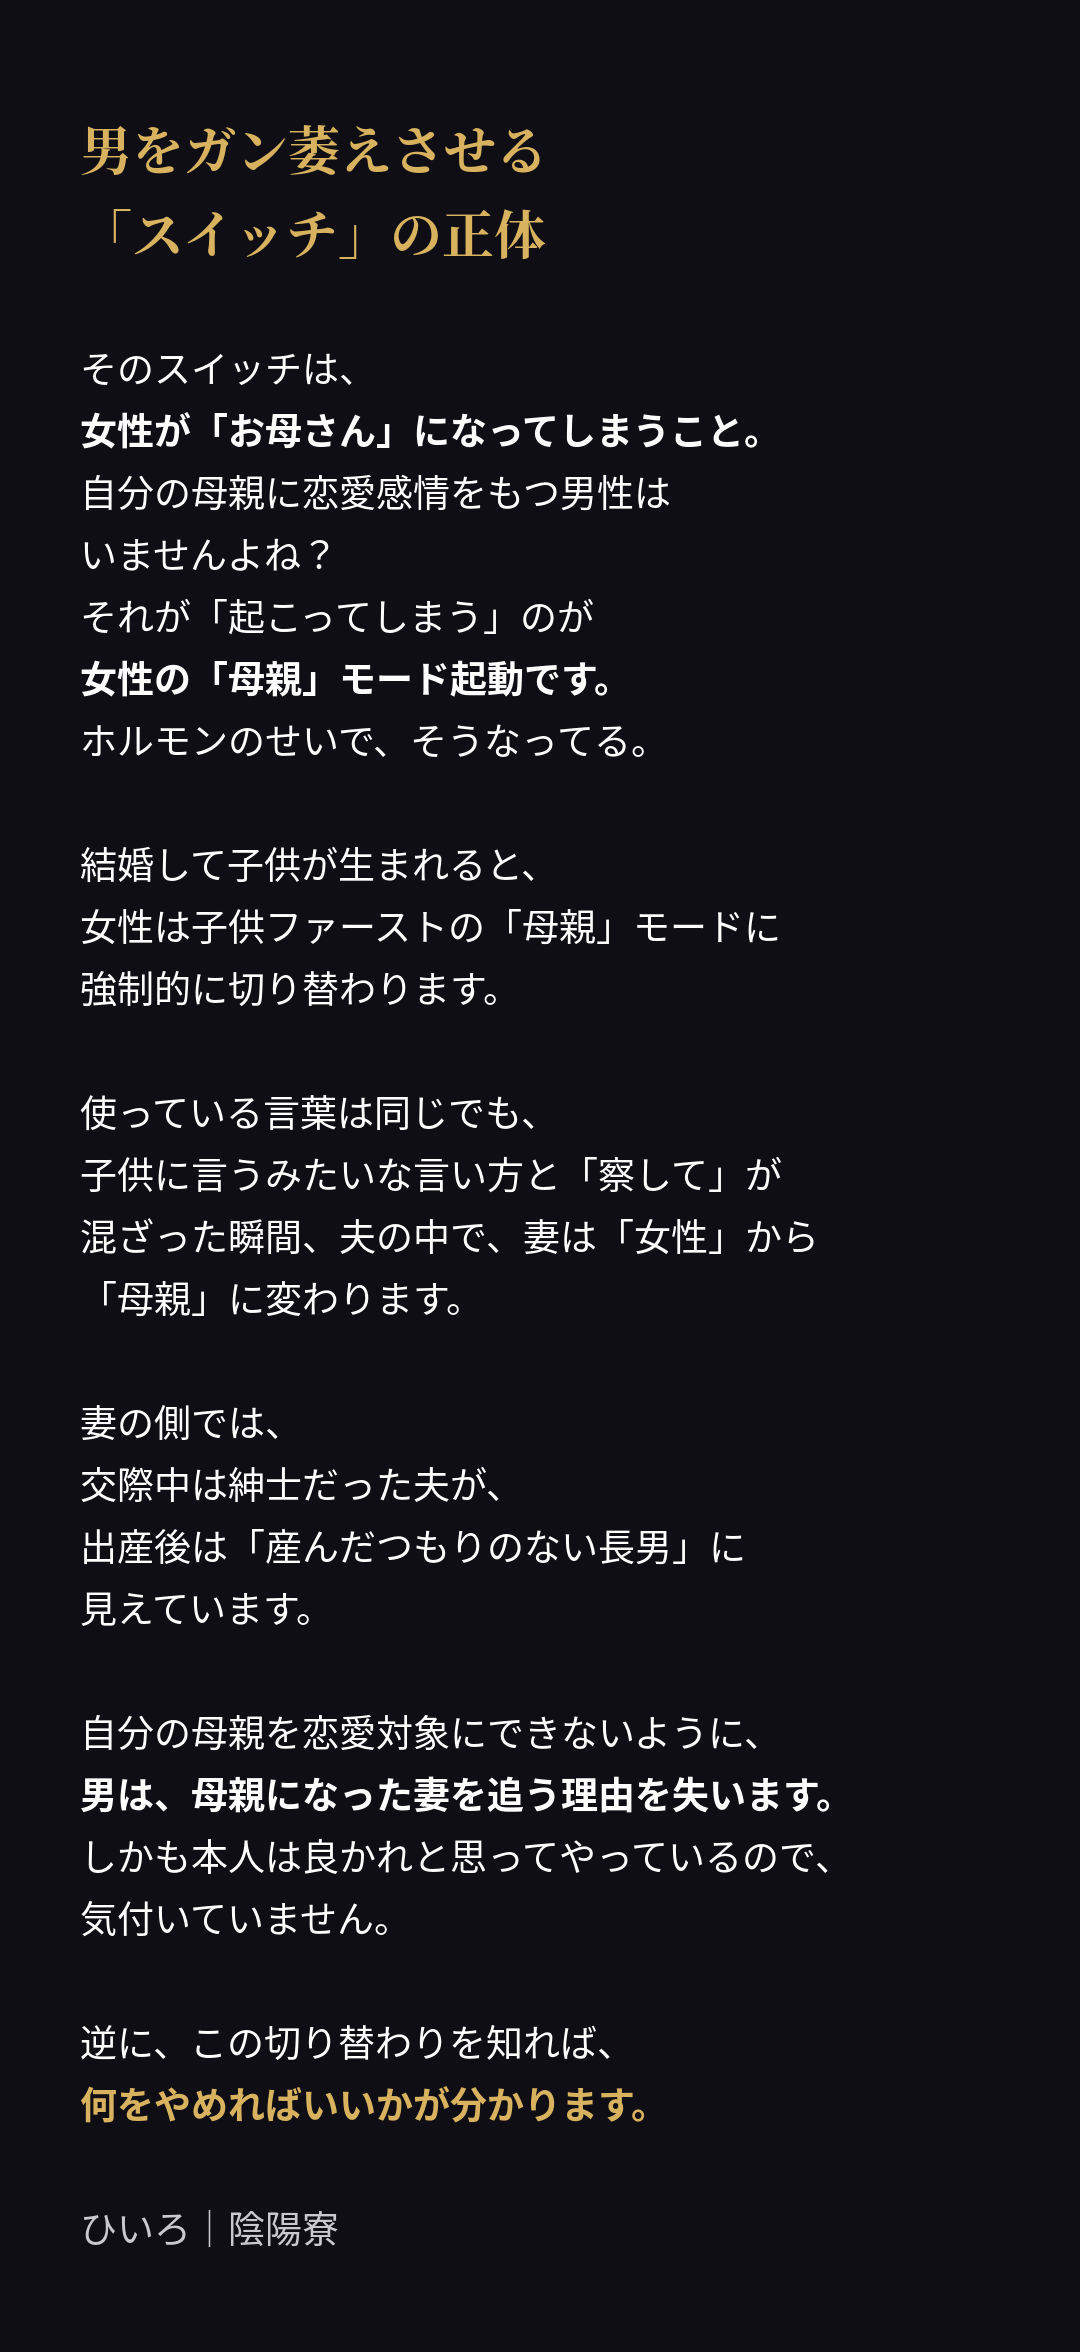 男をガン萎えさせる
「スイッチ」の正体
そのスイッチは、
女性が「お母さん」になってしまうこと。
自分の母親に恋愛感情をもつ男性は
いませんよね？
それが「起こってしまう」のが
女性の「母親」モード起動です。
ホルモンのせいで、そうなってる。
結婚して子供が生まれると、
女性は子供ファーストの「母親」モードに
強制的に切り替わります。
使っている言葉は同じでも、
子供に言うみたいな言い方と「察して」が
混ざった瞬間、夫の中で、妻は「女性」から
「母親」に変わります。
妻の側では、
交際中は紳士だった夫が、
出産後は「産んだつもりのない長男」に
見えています。
自分の母親を恋愛対象にできないように、
男は、母親になった妻を追う理由を失います。
しかも本人は良かれと思ってやっているので、
気付いていません。
逆に、この切り替わりを知れば、
何をやめればいいかが分かります。
ひいろ｜陰陽寮